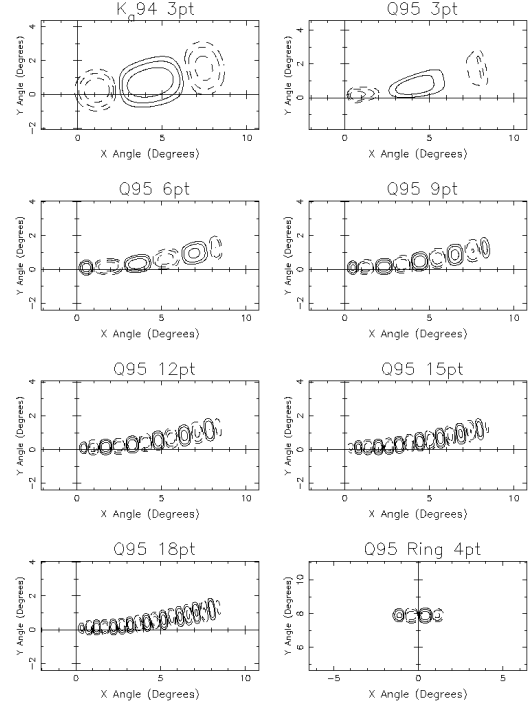 Kₐ94 3pt
Q95 3pt
Y Angle (Degrees)
4
2
0
−2
0
5
10
X Angle (Degrees)
Y Angle (Degrees)
4
2
0
−2
0
5
10
X Angle (Degrees)
Q95 6pt
Q95 9pt
Y Angle (Degrees)
4
2
0
−2
0
5
10
X Angle (Degrees)
Y Angle (Degrees)
4
2
0
−2
0
5
10
X Angle (Degrees)
Q95 12pt
Q95 15pt
Y Angle (Degrees)
4
2
0
−2
0
5
10
X Angle (Degrees)
Y Angle (Degrees)
4
2
0
−2
0
5
10
X Angle (Degrees)
Q95 18pt
Q95 Ring 4pt
Y Angle (Degrees)
4
2
0
−2
0
5
10
X Angle (Degrees)
Y Angle (Degrees)
10
8
6
−5
0
5
X Angle (Degrees)